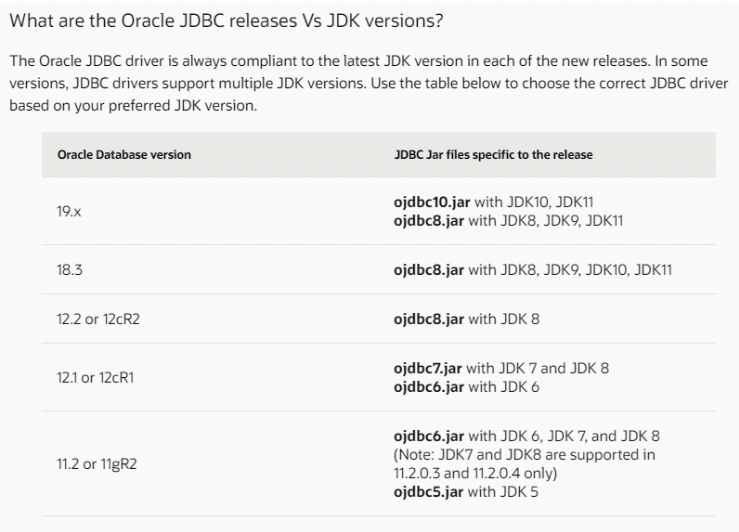 What are the Oracle JDBC releases Vs JDK versions?
The Oracle JDBC driver is always compliant to the latest JDK version in each of the new releases. In some
versions, JDBC drivers support multiple JDK versions. Use the table below to choose the correct JDBC driver
based on your preferred JDK version.
Oracle Database version JDBC Jar files specific to the release
19.x
ojdbc10.jar with JDK10, JDK11
ojdbc8.jar with JDK8, JDK9, JDK11
18.3 ojdbc8.jar with JDK8, JDK9, JDK10, JDK11
12.2 or 12cR2 ojdbc8.jar with JDK 8
12.1 or 12cR1
ojdbc7.jar with JDK 7 and JDK 8
ojdbc6.jar with JDK 6
11.2 or 11gR2
ojdbc6.jar with JDK 6, JDK 7, and JDK 8
(Note: JDK7 and JDK8 are supported in
11.2.0.3 and 11.2.0.4 only)
ojdbc5.jar with JDK 5